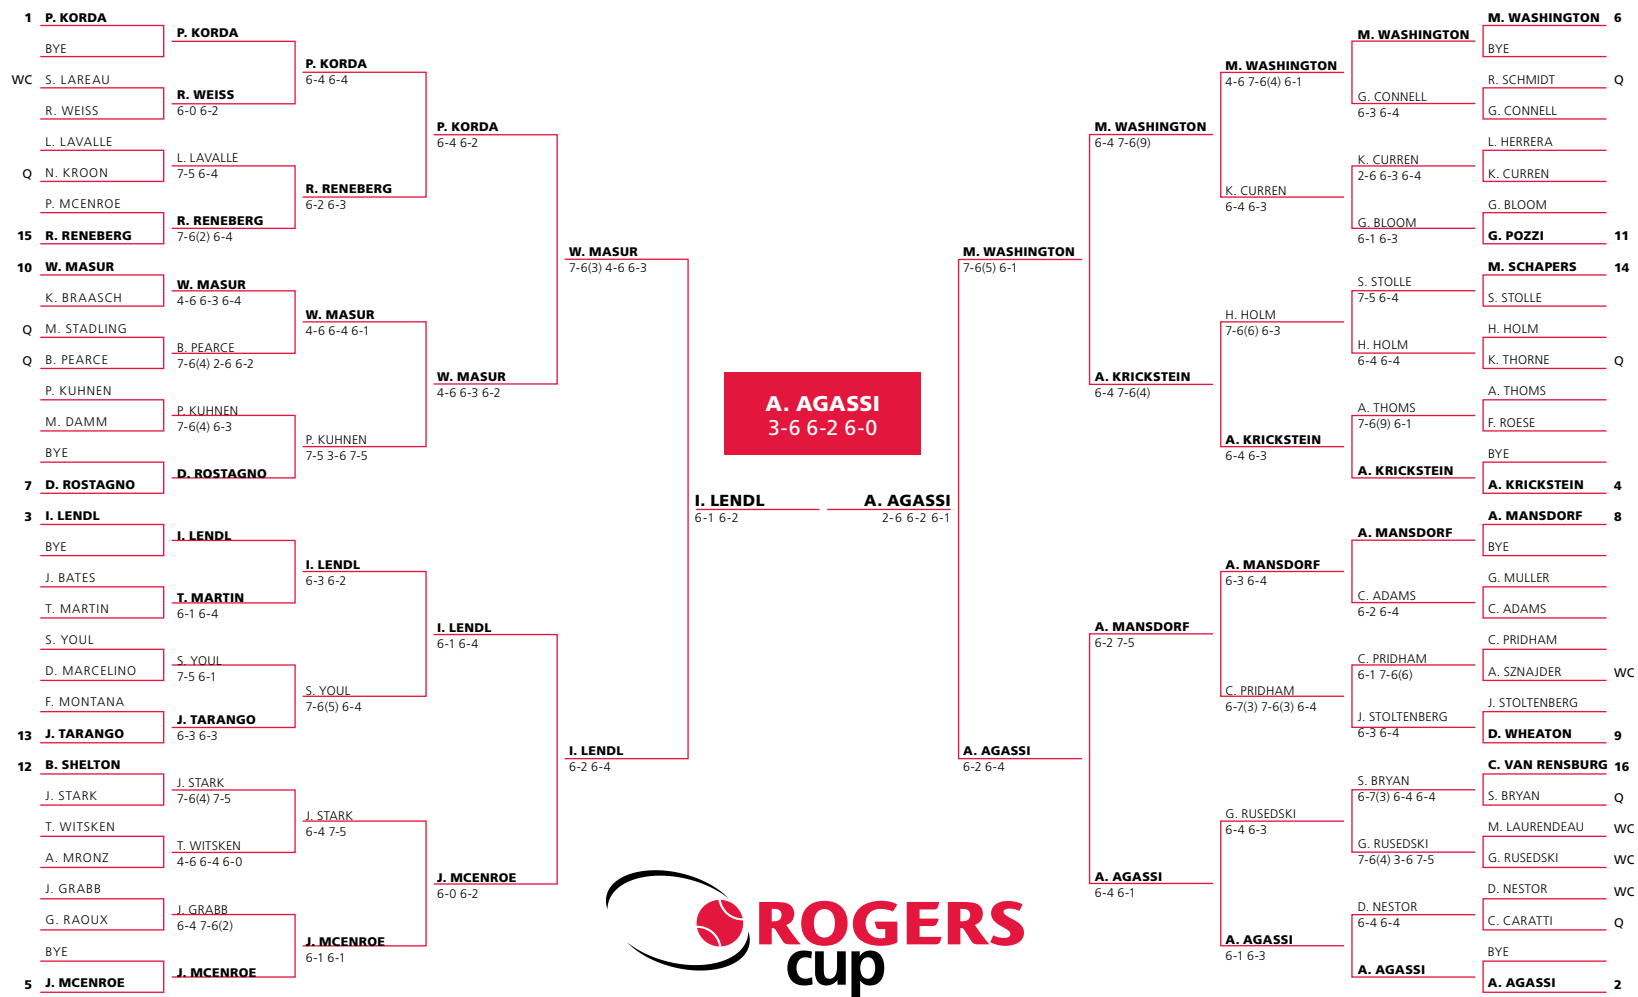 1 P. KORDA
BYE
WC S. LAREAU
R. WEISS
L. LAVALLE
Q N. KROON
P. MCENROE
15 R. RENEBERG
10 W. MASUR
K. BRAASCH
Q M. STADLING
Q B. PEARCE
P. KUHNEN
M. DAMM
BYE
7 D. ROSTAGNO
3 I. LENDL
BYE
J. BATES
T. MARTIN
S. YOUL
D. MARCELINO
F. MONTANA
13 J. TARANGO
12 B. SHELTON
J. STARK
T. WITSKEN
A. MRONZ
J. GRABB
G. RAOUX
BYE
5 J. MCENROE
P. KORDA
R. WEISS
6-0 6-2
L. LAVALLE
7-5 6-4
R. RENEBERG
7-6(2) 6-4
W. MASUR
4-6 6-3 6-4
B. PEARCE
7-6(4) 2-6 6-2
P. KUHNEN
7-6(4) 6-3
D. ROSTAGNO
I. LENDL
T. MARTIN
6-1 6-4
S. YOUL
7-5 6-1
J. TARANGO
6-3 6-3
J. STARK
7-6(4) 7-5
T. WITSKEN
4-6 6-4 6-0
J. GRABB
6-4 7-6(2)
J. MCENROE
P. KORDA
6-4 6-4
R. RENEBERG
6-2 6-3
W. MASUR
4-6 6-4 6-1
P. KUHNEN
7-5 3-6 7-5
I. LENDL
6-3 6-2
S. YOUL
7-6(5) 6-4
J. STARK
6-4 7-5
J. MCENROE
6-1 6-1
P. KORDA
6-4 6-2
W. MASUR
4-6 6-3 6-2
I. LENDL
6-1 6-4
J. MCENROE
6-0 6-2
W. MASUR
7-6(3) 4-6 6-3
I. LENDL
6-2 6-4
I. LENDL
6-1 6-2
A. AGASSI
3-6 6-2 6-0
A. AGASSI
2-6 6-2 6-1
M. WASHINGTON
7-6(5) 6-1
A. AGASSI
6-2 6-4
M. WASHINGTON
6-4 7-6(9)
A. KRICKSTEIN
6-4 7-6(4)
A. MANSDORF
6-2 7-5
A. AGASSI
6-4 6-1
M. WASHINGTON
4-6 7-6(4) 6-1
K. CURREN
6-4 6-3
H. HOLM
7-6(6) 6-3
A. KRICKSTEIN
6-4 6-3
A. MANSDORF
6-3 6-4
C. PRIDHAM
6-7(3) 7-6(3) 6-4
G. RUSEDSKI
6-4 6-3
A. AGASSI
6-1 6-3
M. WASHINGTON
G. CONNELL
6-3 6-4
K. CURREN
2-6 6-3 6-4
G. BLOOM
6-1 6-3
S. STOLLE
7-5 6-4
H. HOLM
6-4 6-4
A. THOMS
7-6(9) 6-1
A. KRICKSTEIN
A. MANSDORF
C. ADAMS
6-2 6-4
C. PRIDHAM
6-1 7-6(6)
J. STOLTENBERG
6-3 6-4
S. BRYAN
6-7(3) 6-4 6-4
G. RUSEDSKI
7-6(4) 3-6 7-5
D. NESTOR
6-4 6-4
A. AGASSI
M. WASHINGTON 6
BYE
R. SCHMIDT Q
G. CONNELL
L. HERRERA
K. CURREN
G. BLOOM
G. POZZI 11
M. SCHAPERS 14
S. STOLLE
H. HOLM
K. THORNE Q
A. THOMS
F. ROESE
BYE
A. KRICKSTEIN 4
A. MANSDORF 8
BYE
G. MULLER
C. ADAMS
C. PRIDHAM
A. SZNAJDER WC
J. STOLTENBERG
D. WHEATON 9
C. VAN RENSBURG 16
S. BRYAN Q
M. LAURENDEAU WC
G. RUSEDSKI WC
D. NESTOR WC
C. CARATTI Q
BYE
A. AGASSI 2
ROGERS
cup